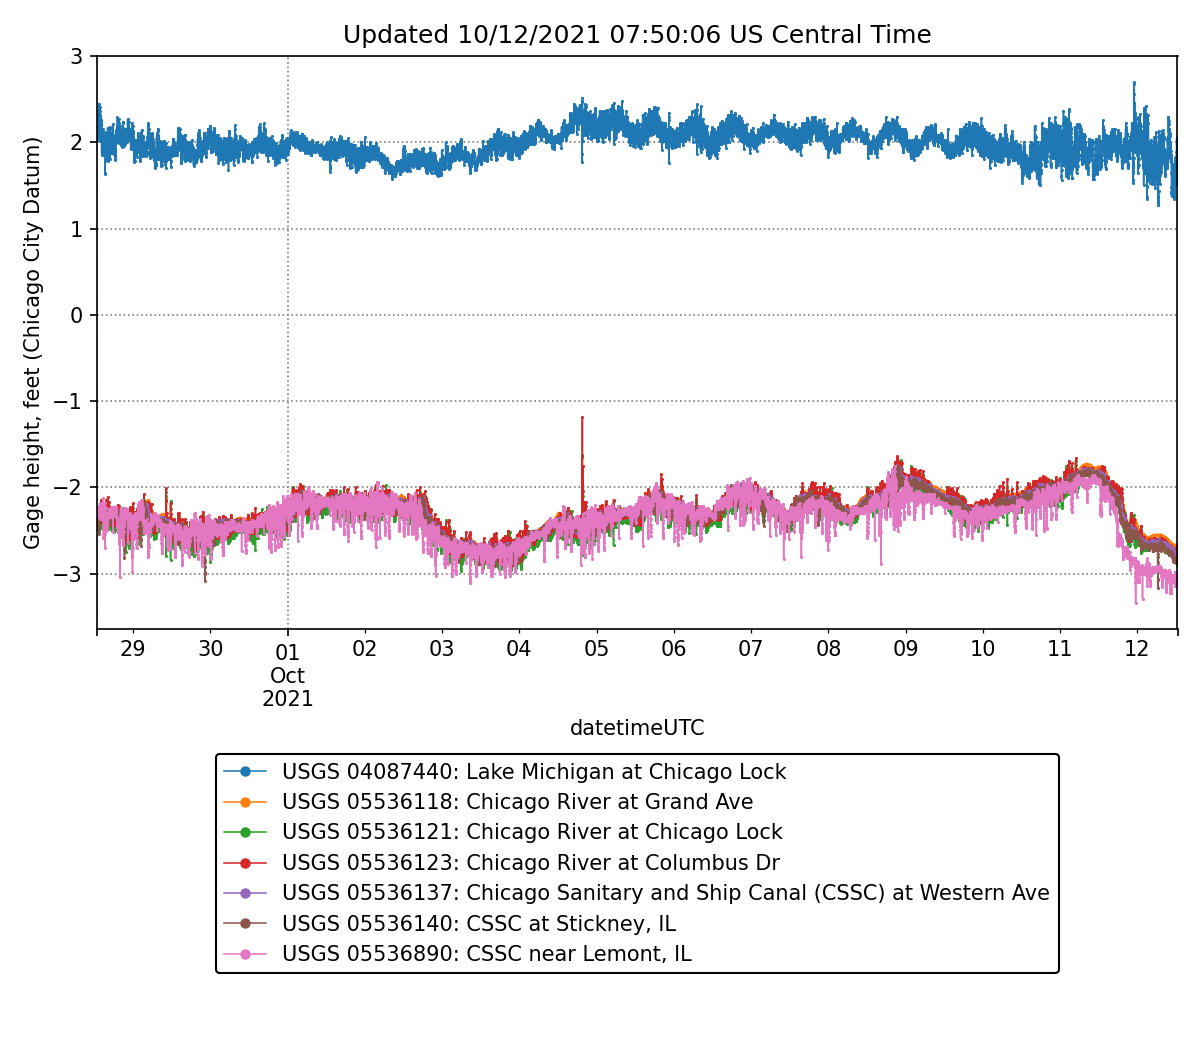 Updated 10/12/2021 07:50:06 US Central Time
Gage height, feet (Chicago City Datum)
3
2
1
0
−1
−2
−3
29
30
01
Oct
2021
02
03
04
05
06
07
08
09
10
11
12
datetimeUTC
USGS 04087440: Lake Michigan at Chicago Lock
USGS 05536118: Chicago River at Grand Ave
USGS 05536121: Chicago River at Chicago Lock
USGS 05536123: Chicago River at Columbus Dr
USGS 05536137: Chicago Sanitary and Ship Canal (CSSC) at Western Ave
USGS 05536140: CSSC at Stickney, IL
USGS 05536890: CSSC near Lemont, IL